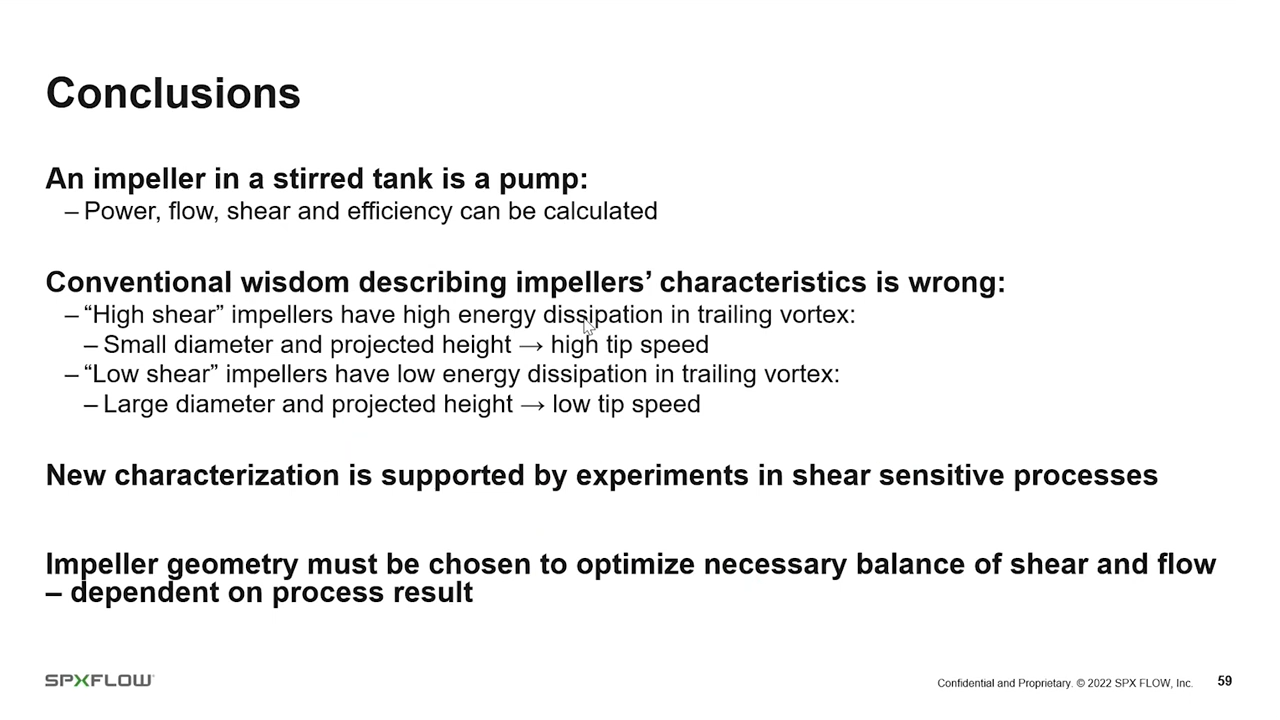 Conclusions
An impeller in a stirred tank is a pump:
– Power, flow, shear and efficiency can be calculated
Conventional wisdom describing impellers’ characteristics is wrong:
– “High shear” impellers have high energy dissipation in trailing vortex:
– Small diameter and projected height → high tip speed
– “Low shear” impellers have low energy dissipation in trailing vortex:
– Large diameter and projected height → low tip speed
New characterization is supported by experiments in shear sensitive processes
Impeller geometry must be chosen to optimize necessary balance of shear and flow
– dependent on process result
SPXFLOW
Confidential and Proprietary. © 2022 SPX FLOW, Inc. 59